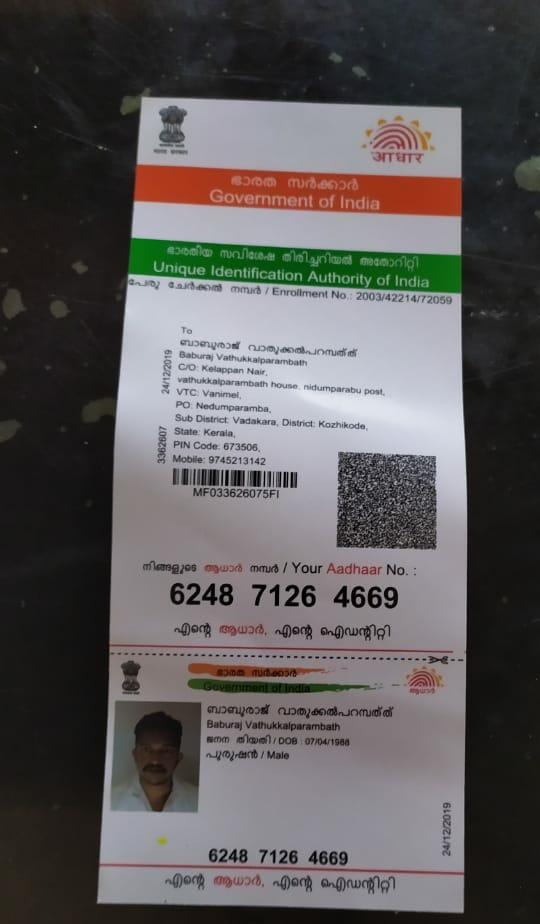 भारत सरकार
आधार
ഭാരത സർക്കാർ
Government of India
ഭാരതീയ സവിശേഷ തിരിച്ചറിയൽ അതോറിറ്റി
Unique Identification Authority of India
പേരു ചേർക്കൽ നമ്പർ / Enrollment No.: 2003/42214/72059
To
ബാബുരാജ് വാതുക്കൽപറമ്പത്ത്
Baburaj Vathukkalparambath
C/O: Kelappan Nair,
vathukkalparambath house, nidumparabu post,
VTC: Vanimel,
PO: Nedumparamba,
Sub District: Vadakara, District: Kozhikode,
State: Kerala,
PIN Code: 673506,
Mobile: 9745213142
24/12/2019
3362607
MF033626075FI
നിങ്ങളുടെ ആധാർ നമ്പർ / Your Aadhaar No. :
6248 7126 4669
എന്റെ ആധാർ, എന്റെ ഐഡന്റിറ്റി
ഭാരത സർക്കാർ
Government of India
ആധാർ
ബാബുരാജ് വാതുക്കൽപറമ്പത്ത്
Baburaj Vathukkalparambath
ജനന തിയതി / DOB : 07/04/1988
പുരുഷൻ / Male
24/12/2019
6248 7126 4669
എന്റെ ആധാർ, എന്റെ ഐഡന്റിറ്റി